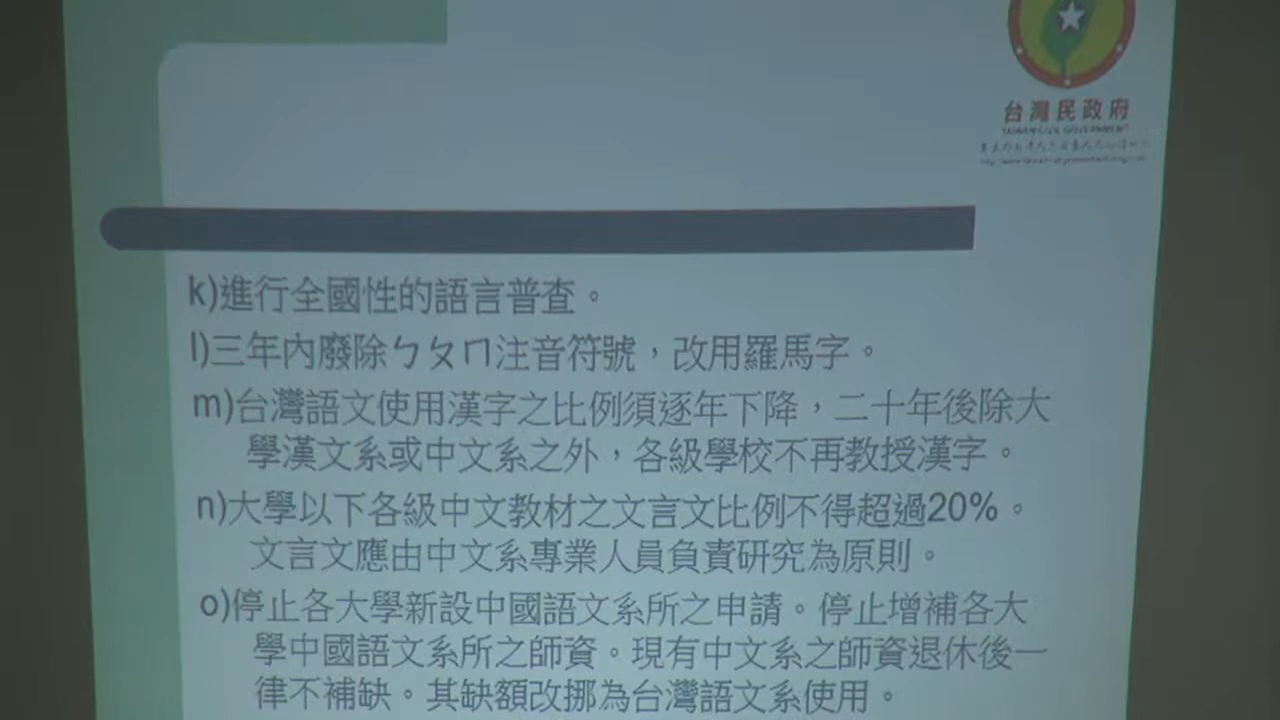 台灣民政府
TAIWAN CIVIL GOVERNMENT
k)進行全國性的語言普查。
l)三年內廢除ㄅㄆㄇ注音符號，改用羅馬字。
m)台灣語文使用漢字之比例須逐年下降，二十年後除大
學漢文系或中文系之外，各級學校不再教授漢字。
n)大學以下各級中文教材之文言文比例不得超過20%。
文言文應由中文系專業人員負責研究為原則。
o)停止各大學新設中國語文系所之申請。停止增補各大
學中國語文系所之師資。現有中文系之師資退休後一
律不補缺。其缺額改挪為台灣語文系使用。